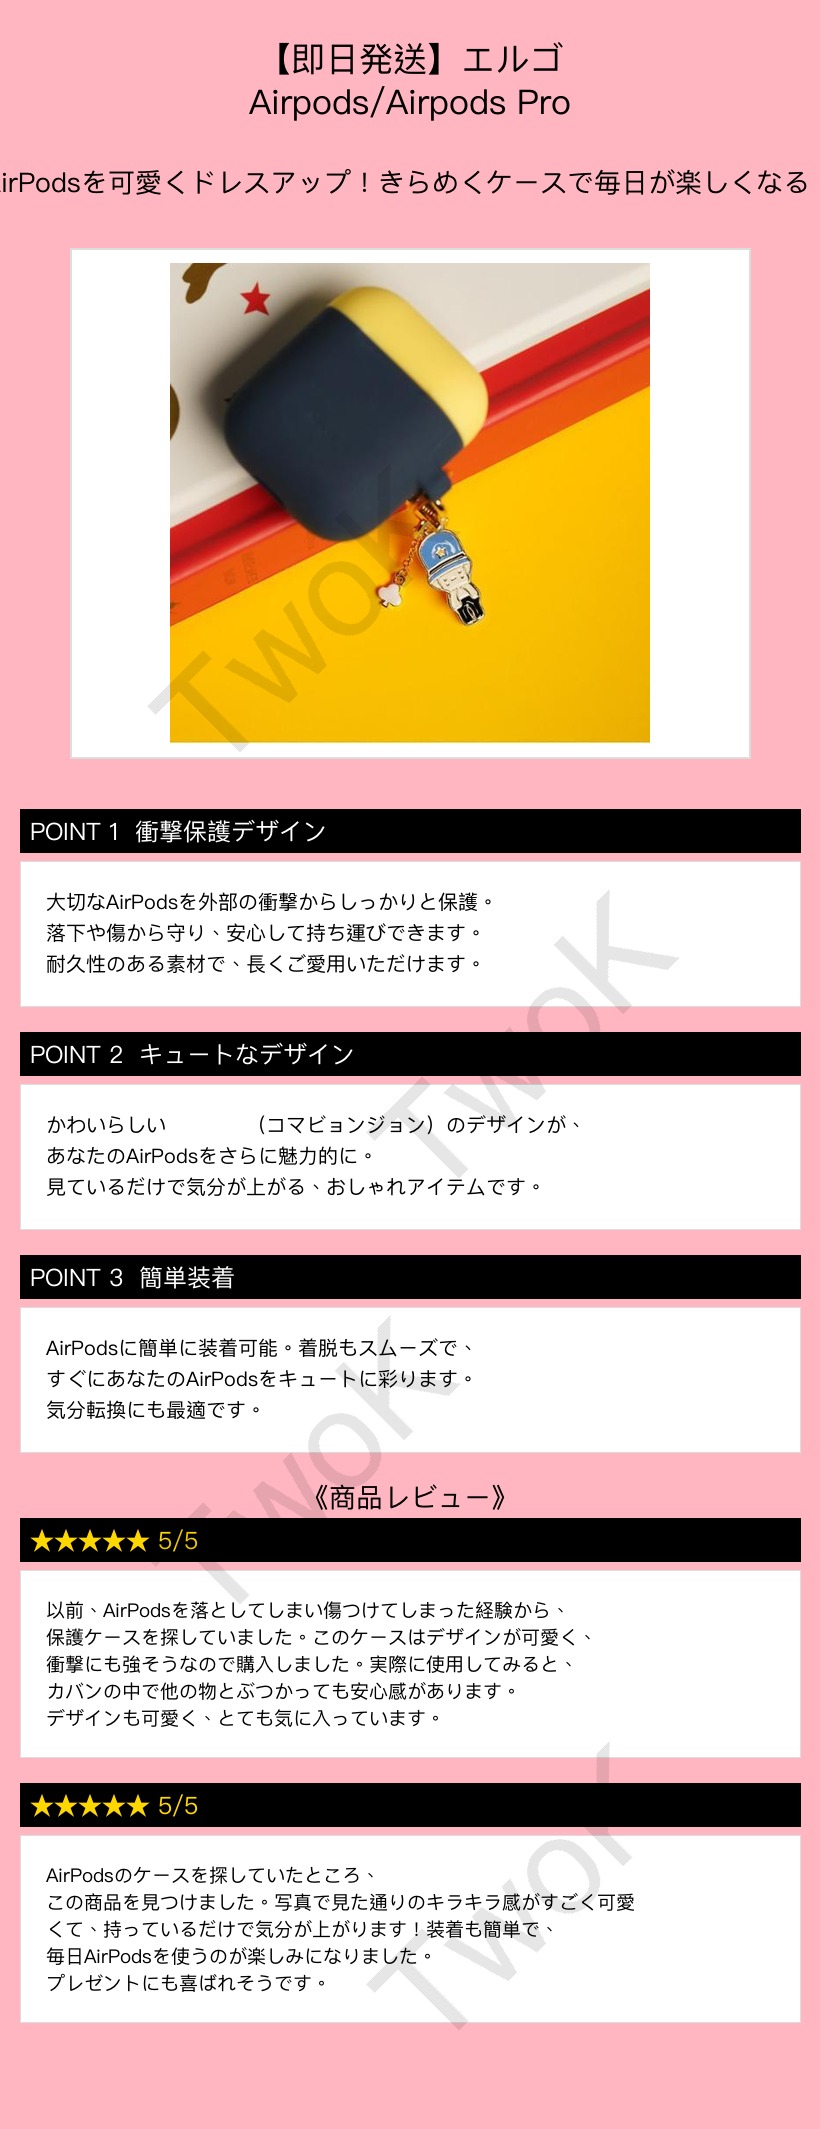 【即日発送】エルゴ
Airpods/Airpods Pro
irPodsを可愛くドレスアップ！きらめくケースで毎日が楽しくなる
TwoK
POINT 1 衝撃保護デザイン
大切なAirPodsを外部の衝撃からしっかりと保護。
落下や傷から守り、安心して持ち運びできます。
耐久性のある素材で、長くご愛用いただけます。
TwoK
POINT 2 キュートなデザイン
かわいらしい　　　　　（コマビョンジョン）のデザインが、
あなたのAirPodsをさらに魅力的に。
見ているだけで気分が上がる、おしゃれアイテムです。
POINT 3 簡単装着
AirPodsに簡単に装着可能。着脱もスムーズで、
すぐにあなたのAirPodsをキュートに彩ります。
気分転換にも最適です。
TwoK
《商品レビュー》
★★★★★ 5/5
以前、AirPodsを落としてしまい傷つけてしまった経験から、
保護ケースを探していました。このケースはデザインが可愛く、
衝撃にも強そうなので購入しました。実際に使用してみると、
カバンの中で他の物とぶつかっても安心感があります。
デザインも可愛く、とても気に入っています。
★★★★★ 5/5
AirPodsのケースを探していたところ、
この商品を見つけました。写真で見た通りのキラキラ感がすごく可愛
くて、持っているだけで気分が上がります！装着も簡単で、
毎日AirPodsを使うのが楽しみになりました。
プレゼントにも喜ばれそうです。
TwoK